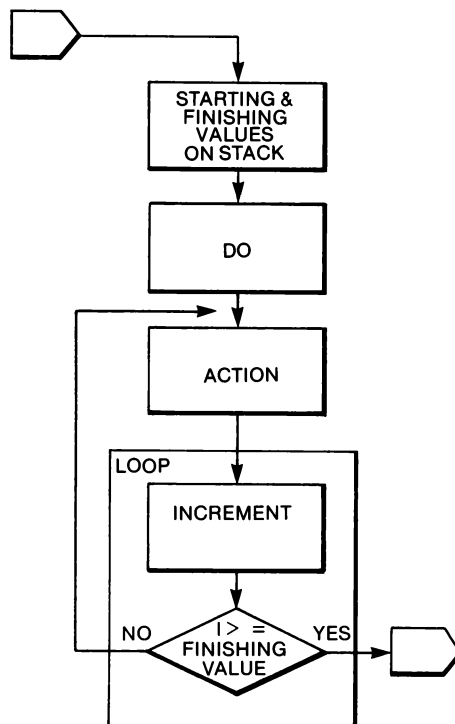 STARTING &
FINISHING
VALUES
ON STACK
DO
ACTION
LOOP
INCREMENT
I > =
NO
YES
FINISHING
VALUE